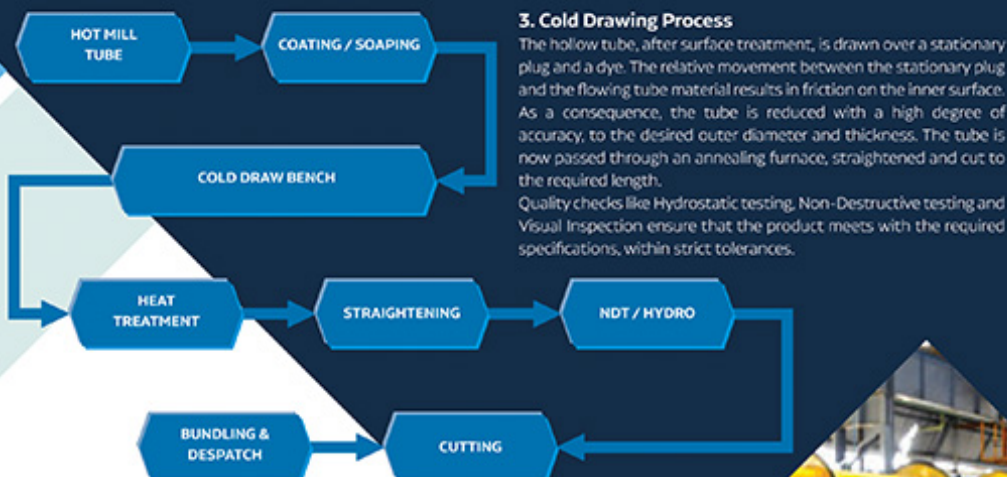 HOT MILL
TUBE
COATING / SOAPING
3. Cold Drawing Process
The hollow tube, after surface treatment, is drawn over a stationary
plug and a dye. The relative movement between the stationary plug
and the flowing tube material results in friction on the inner surface.
As a consequence, the tube is reduced with a high degree of
accuracy, to the desired outer diameter and thickness. The tube is
now passed through an annealing furnace, straightened and cut to
the required length.
Quality checks like Hydrostatic testing, Non-Destructive testing and
Visual Inspection ensure that the product meets with the required
specifications, within strict tolerances.
COLD DRAW BENCH
HEAT
TREATMENT
STRAIGHTENING
NDT / HYDRO
BUNDLING &
DESPATCH
CUTTING